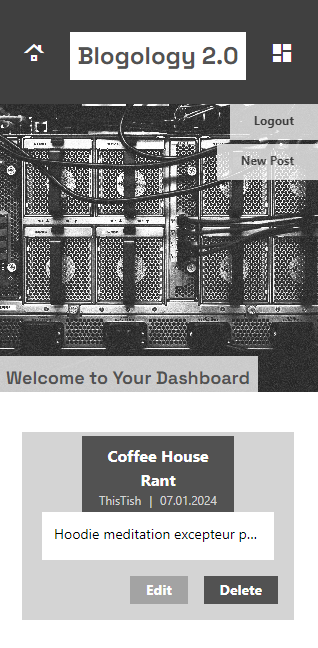 Blogology 2.0
Logout
New Post
Welcome to Your Dashboard
Coffee House
Rant
ThisTish | 07.01.2024
Hoodie meditation excepteur p...
Edit
Delete